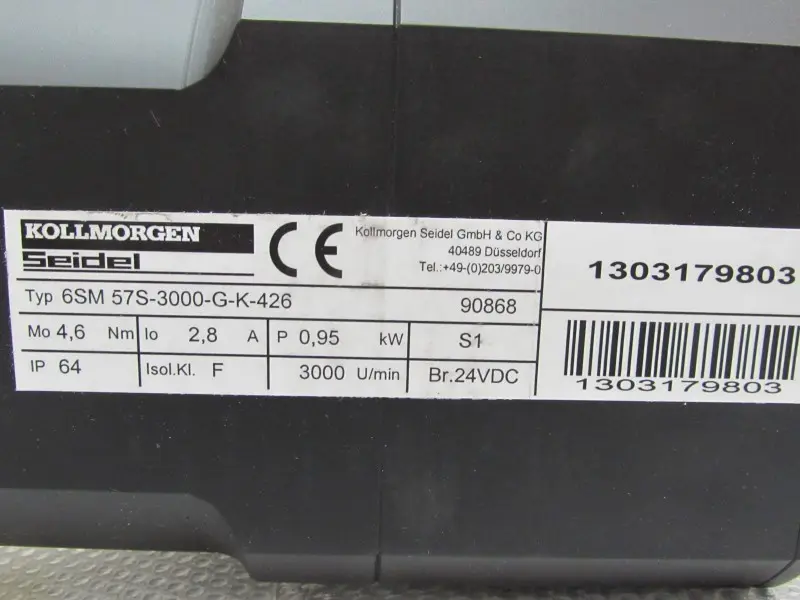 KOLLMORGEN
Seidel
CE
Kollmorgen Seidel GmbH & Co KG
40489 Düsseldorf
Tel.:+49-(0)203/9979-0
Typ 6SM 57S-3000-G-K-426 90868
Mo 4,6 Nm Io 2,8 A P 0,95 kW S1
IP 64 Isol.Kl. F 3000 U/min Br.24VDC
1303179803
1303179803